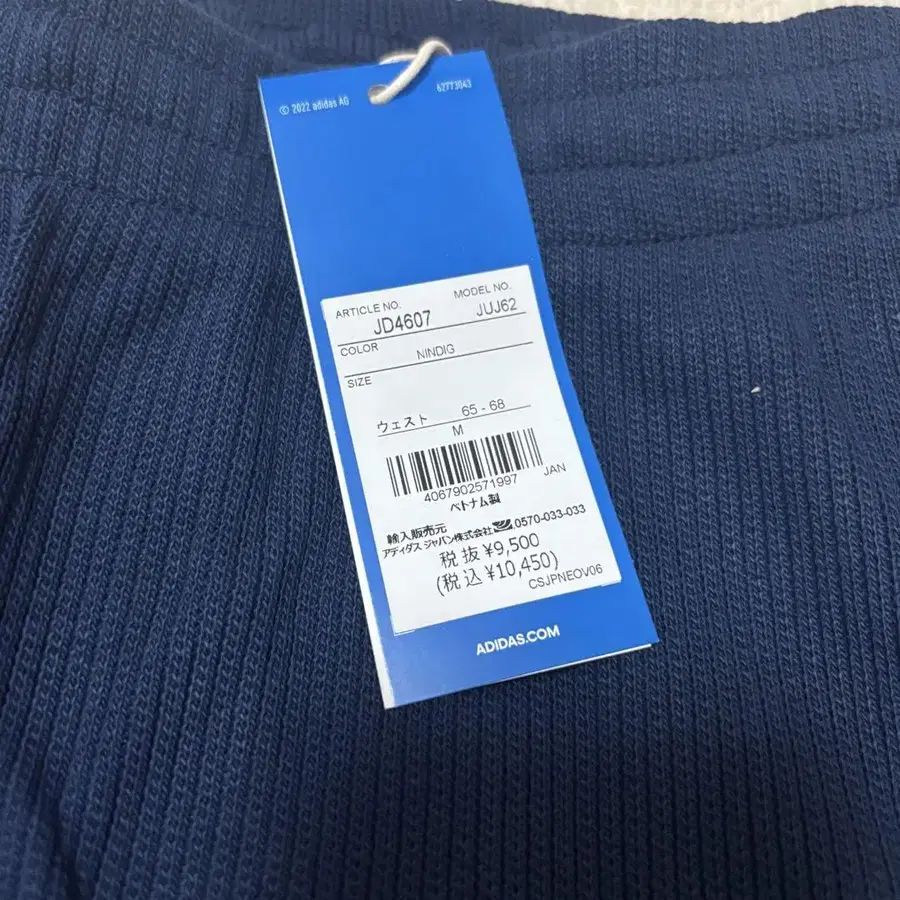 © 2022 adidas AG
62773043
ARTICLE NO. MODEL NO.
JD4607 JUJ62
COLOR
NINDIG
SIZE
ウェスト 65 - 68
M
JAN
4067902571997
ベトナム製
輸入販売元
アディダス ジャパン株式会社 0570-033-033
税抜 ¥9,500
(税込 ¥10,450)
CSJPNEOV06
ADIDAS.COM